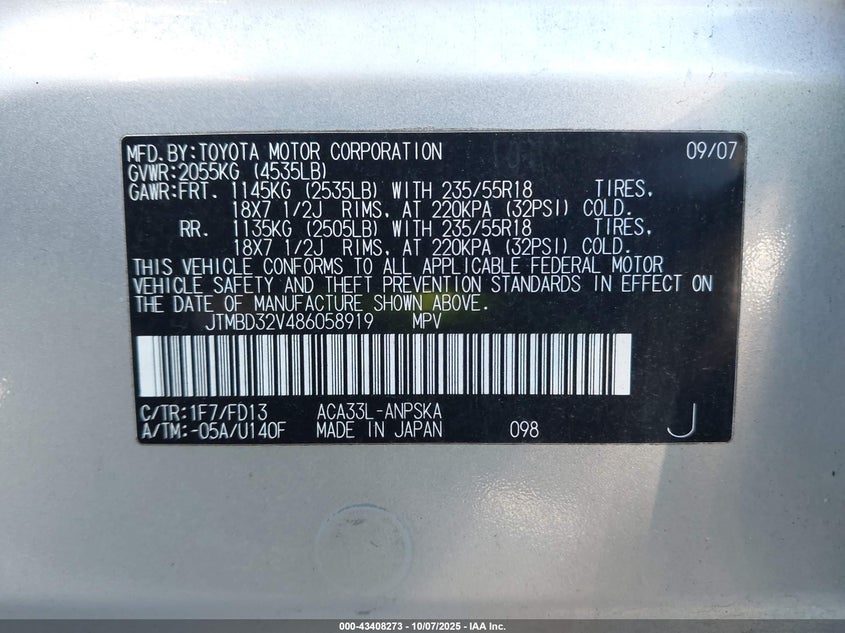 MFD. BY:TOYOTA MOTOR CORPORATION 09/07
GVWR:2055KG (4535LB)
GAWR:FRT. 1145KG (2535LB) WITH 235/55R18 TIRES,
18X7 1/2J RIMS, AT 220KPA (32PSI) COLD.
RR. 1135KG (2505LB) WITH 235/55R18 TIRES,
18X7 1/2J RIMS, AT 220KPA (32PSI) COLD.
THIS VEHICLE CONFORMS TO ALL APPLICABLE FEDERAL MOTOR
VEHICLE SAFETY AND THEFT PREVENTION STANDARDS IN EFFECT ON
THE DATE OF MANUFACTURE SHOWN ABOVE.
JTMBD32V486058919 MPV
C/TR:1F7/FD13 ACA33L-ANPSKA
A/TM:-05A/U140F MADE IN JAPAN 098 J
000-43408273 - 10/07/2025 - IAA Inc.